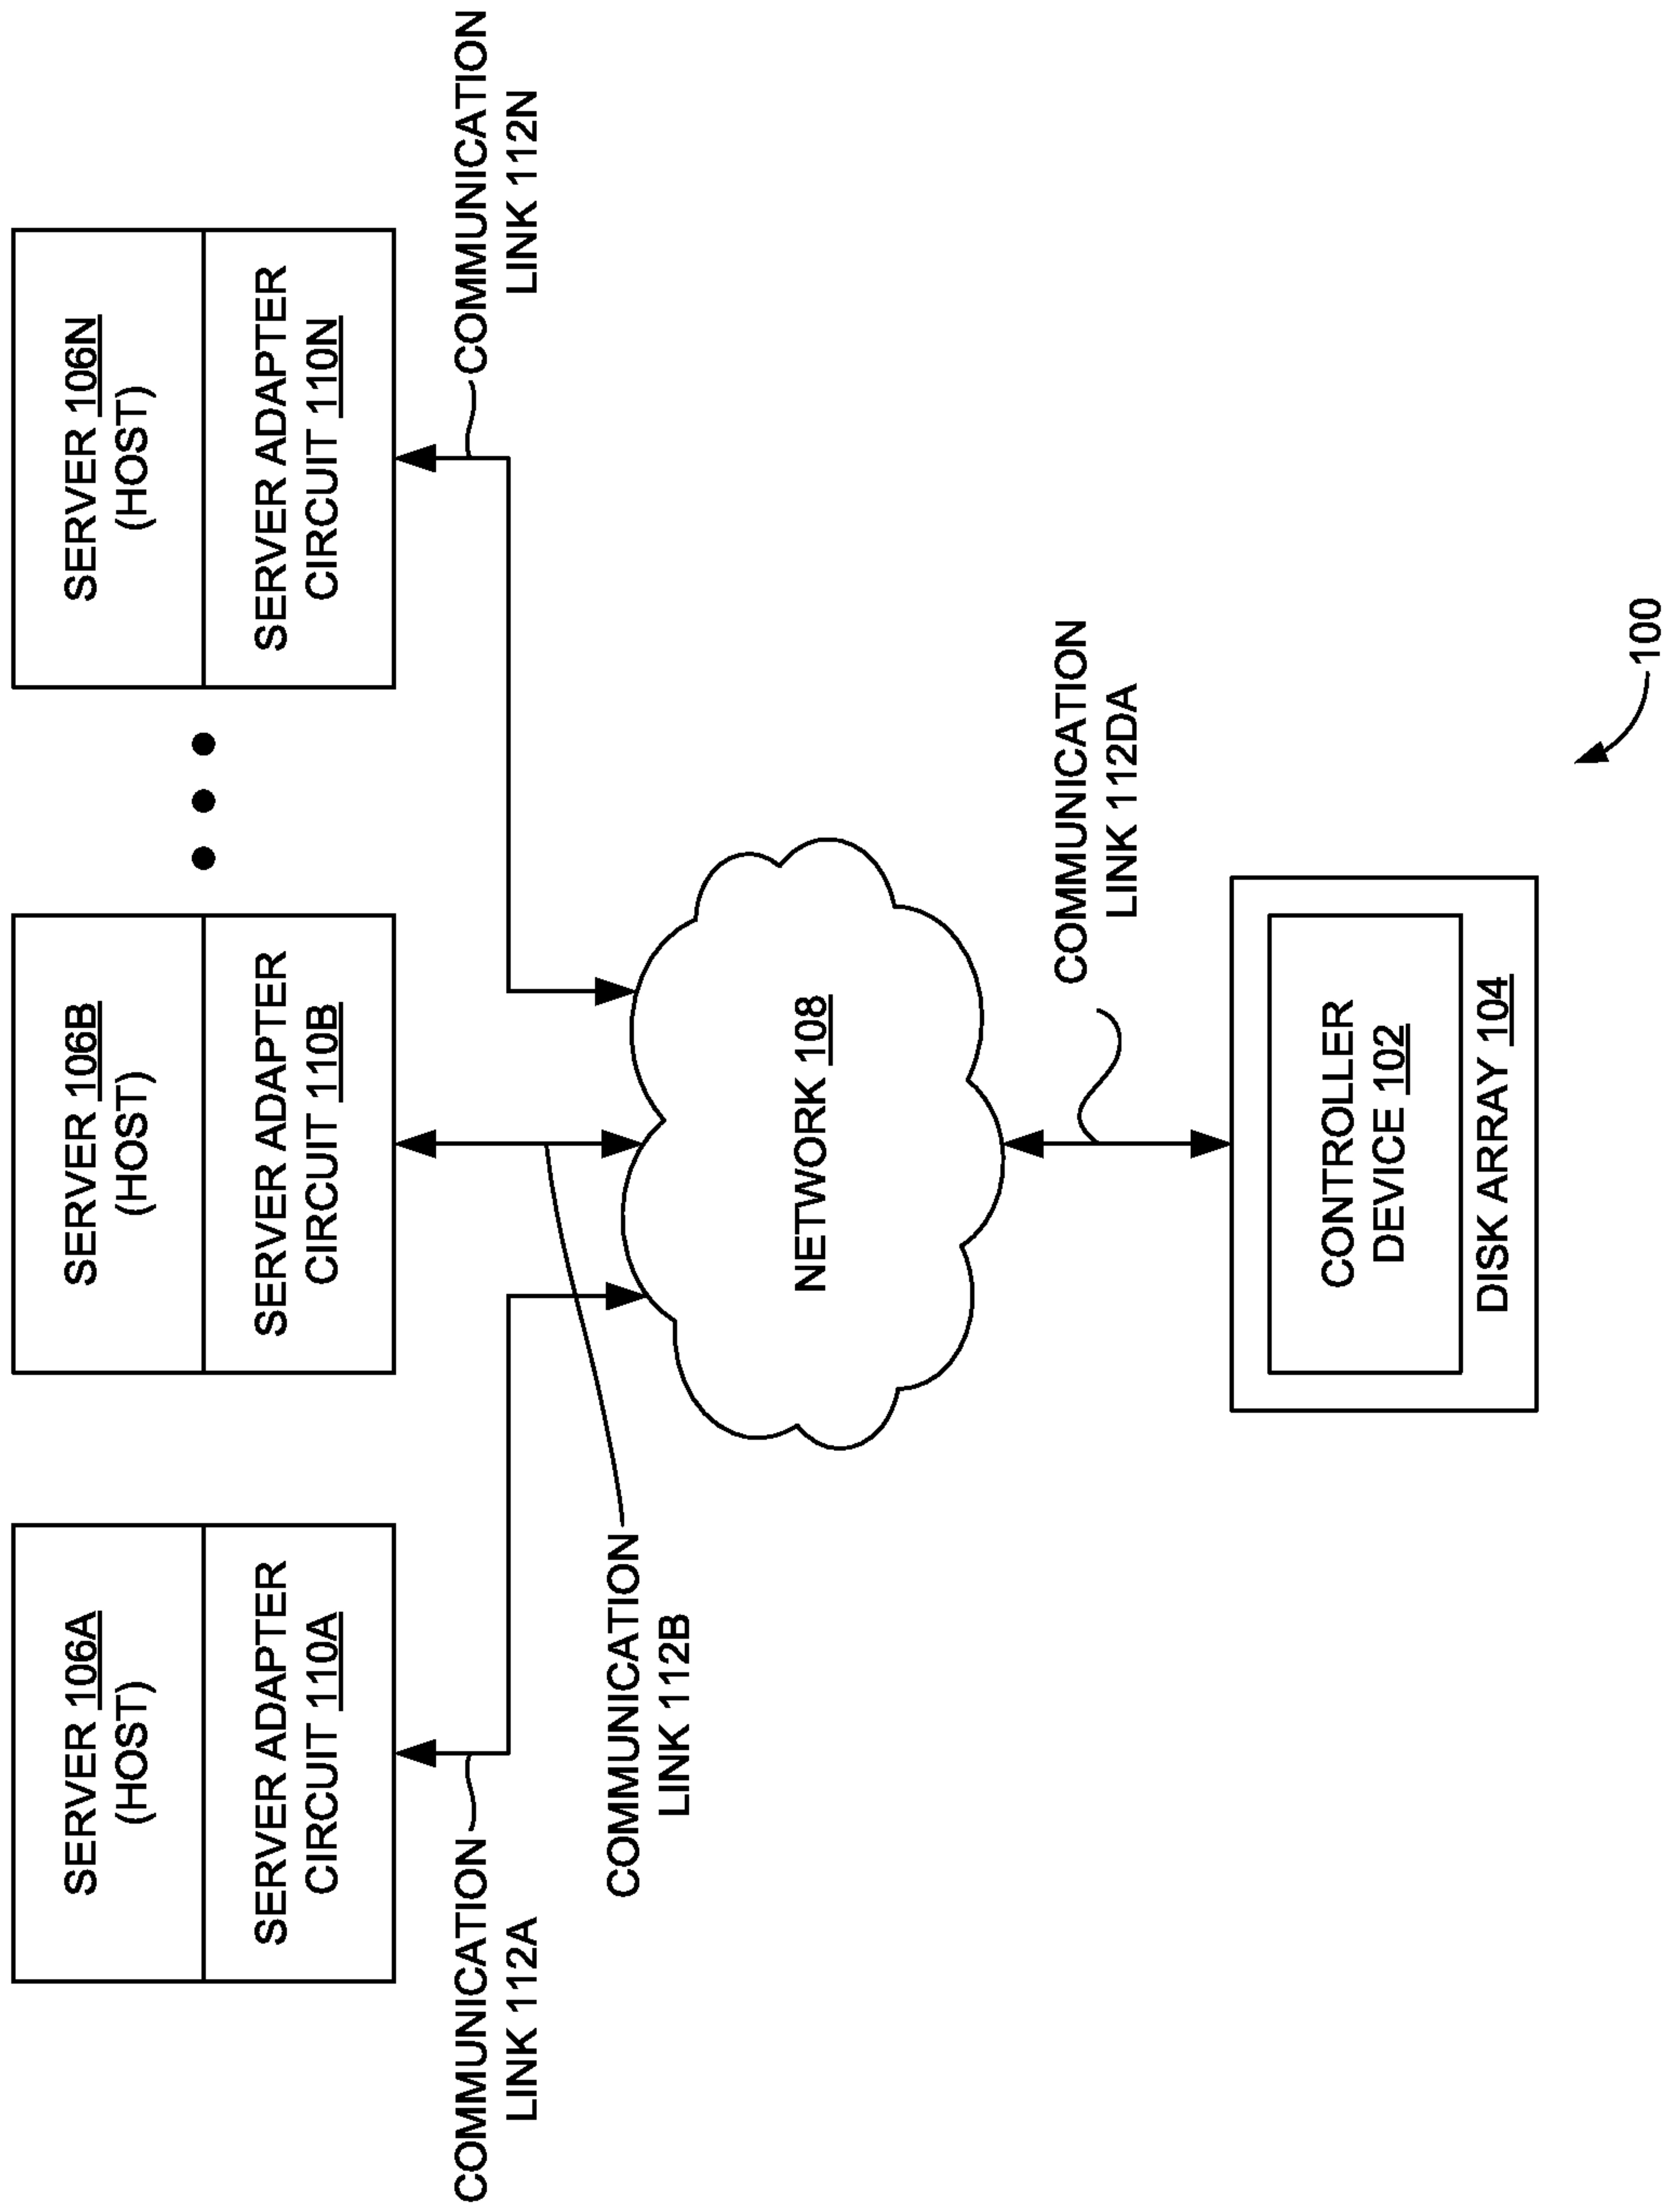 SERVER 106A
(HOST)
SERVER ADAPTER
CIRCUIT 110A
SERVER 106B
(HOST)
SERVER ADAPTER
CIRCUIT 110B
SERVER 106N
(HOST)
SERVER ADAPTER
CIRCUIT 110N
COMMUNICATION
LINK 112A
COMMUNICATION
LINK 112N
COMMUNICATION
LINK 112B
NETWORK 108
COMMUNICATION
LINK 112DA
CONTROLLER
DEVICE 102
DISK ARRAY 104
100